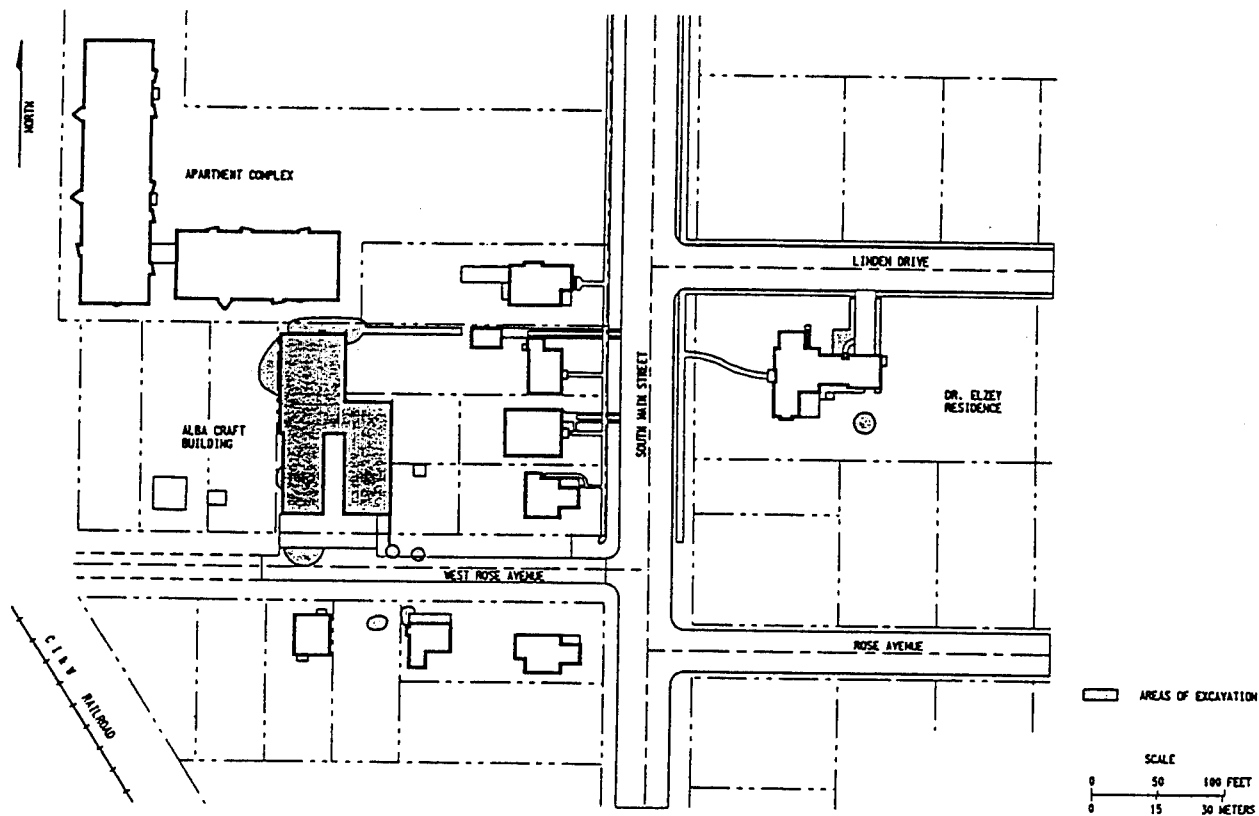 NORTH
APARTMENT COMPLEX
LINDEN DRIVE
SOUTH MAIN STREET
DR. ELZEY
RESIDENCE
ALBA CRAFT
BUILDING
WEST ROSE AVENUE
ROSE AVENUE
RAILROAD
AREAS OF EXCAVATION
SCALE
0 50 100 FEET
0 15 30 METERS